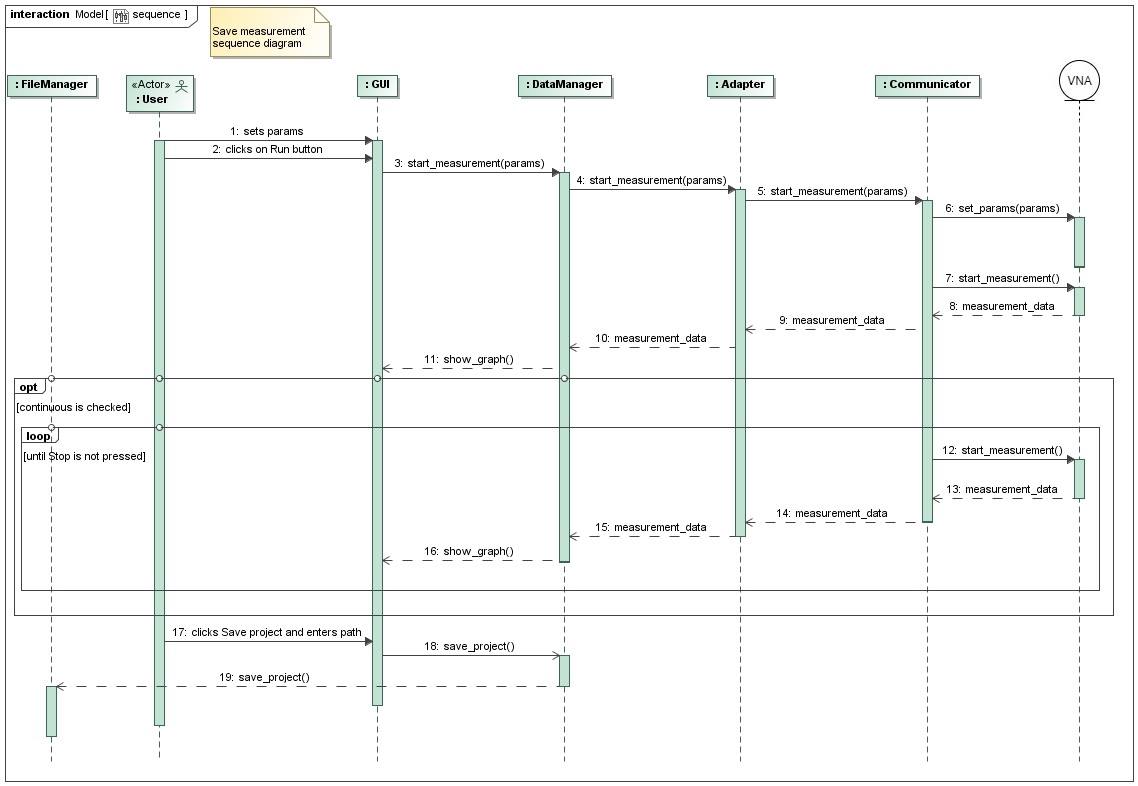 interaction Model[ sequence ]
Save measurement
sequence diagram
: FileManager
«Actor»
: User
: GUI
: DataManager
: Adapter
: Communicator
VNA
1: sets params
2: clicks on Run button
3: start_measurement(params)
4: start_measurement(params)
5: start_measurement(params)
6: set_params(params)
7: start_measurement()
8: measurement_data
9: measurement_data
10: measurement_data
11: show_graph()
opt
[continuous is checked]
loop
[until Stop is not pressed]
12: start_measurement()
13: measurement_data
14: measurement_data
15: measurement_data
16: show_graph()
17: clicks Save project and enters path
18: save_project()
19: save_project()